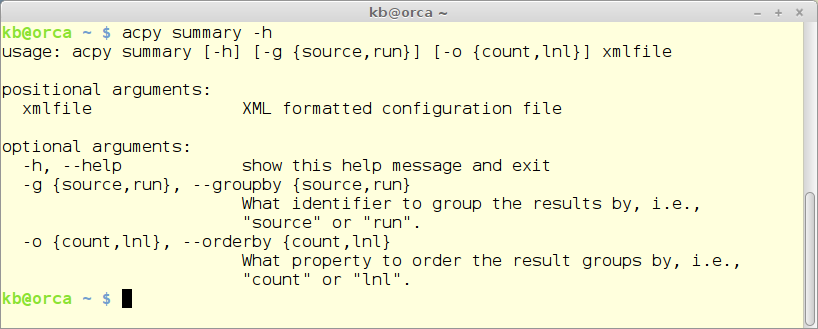 kb@orca ~
kb@orca ~ $ acpy summary -h
usage: acpy summary [-h] [-g {source,run}] [-o {count,lnl}] xmlfile
positional arguments:
xmlfile XML formatted configuration file
optional arguments:
-h, --help show this help message and exit
-g {source,run}, --groupby {source,run}
What identifier to group the results by, i.e.,
"source" or "run".
-o {count,lnl}, --orderby {count,lnl}
What property to order the result groups by, i.e.,
"count" or "lnl".
kb@orca ~ $